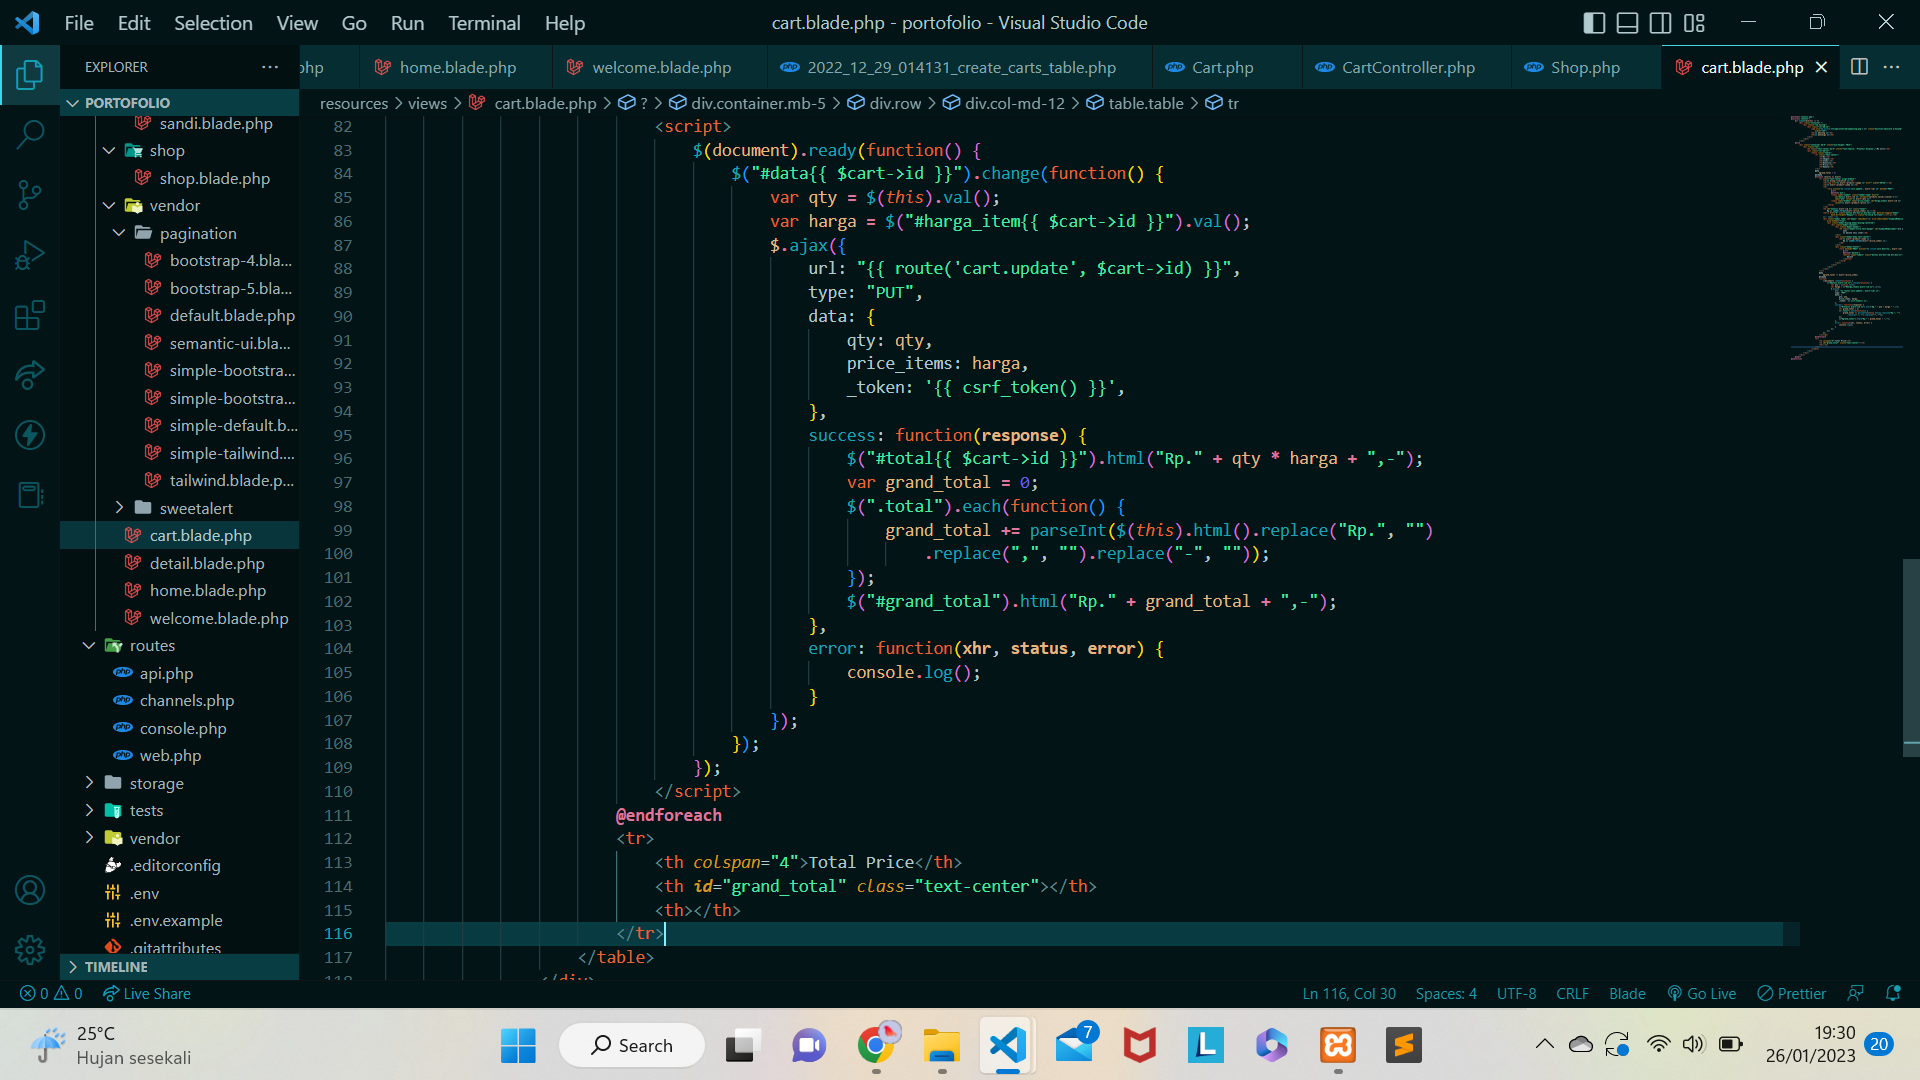 File Edit Selection View Go Run Terminal Help
cart.blade.php - portofolio - Visual Studio Code
EXPLORER ...
php home.blade.php welcome.blade.php 2022_12_29_014131_create_carts_table.php Cart.php CartController.php Shop.php cart.blade.php
resources > views > cart.blade.php > ? > div.container.mb-5 > div.row > div.col-md-12 > table.table > tr
PORTOFOLIO
sandi.blade.php
shop
shop.blade.php
vendor
pagination
bootstrap-4.bla...
bootstrap-5.bla...
default.blade.php
semantic-ui.bla...
simple-bootstra...
simple-bootstra...
simple-default.b...
simple-tailwind....
tailwind.blade.p...
sweetalert
cart.blade.php
detail.blade.php
home.blade.php
welcome.blade.php
routes
api.php
channels.php
console.php
web.php
storage
tests
vendor
.editorconfig
.env
.env.example
.gitattributes
TIMELINE
82 <script>
83 $(document).ready(function() {
84 $("#data{{ $cart->id }}").change(function() {
85 var qty = $(this).val();
86 var harga = $("#harga_item{{ $cart->id }}").val();
87 $.ajax({
88 url: "{{ route('cart.update', $cart->id) }}",
89 type: "PUT",
90 data: {
91 qty: qty,
92 price_items: harga,
93 _token: '{{ csrf_token() }}',
94 },
95 success: function(response) {
96 $("#total{{ $cart->id }}").html("Rp." + qty * harga + ",-");
97 var grand_total = 0;
98 $(".total").each(function() {
99 grand_total += parseInt($(this).html().replace("Rp.", "")
100 .replace(",", "").replace("-", ""));
101 });
102 $("#grand_total").html("Rp." + grand_total + ",-");
103 },
104 error: function(xhr, status, error) {
105 console.log();
106 }
107 });
108 });
109 });
110 </script>
111 @endforeach
112 <tr>
113 <th colspan="4">Total Price</th>
114 <th id="grand_total" class="text-center"></th>
115 <th></th>
116 </tr>
117 </table>
118 </div>
0 0 Live Share Ln 116, Col 30 Spaces: 4 UTF-8 CRLF Blade Go Live Prettier
25°C
Hujan sesekali
Search
7
19:30
26/01/2023
20